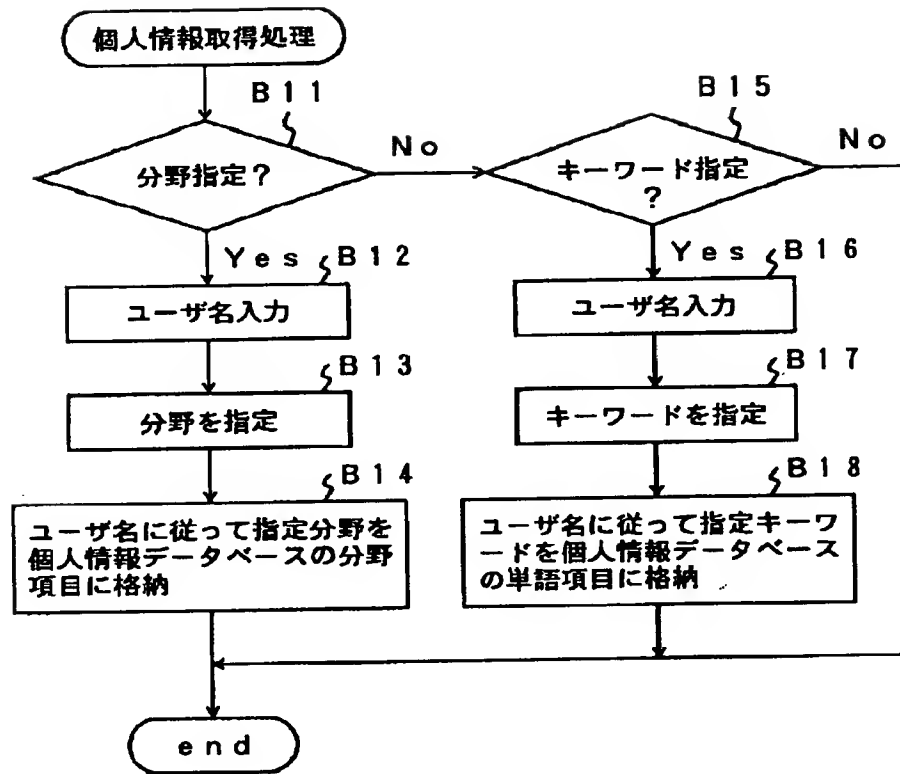 個人情報取得処理
B11
分野指定?
No
Yes
B12
ユーザ名入力
B13
分野を指定
B14
ユーザ名に従って指定分野を
個人情報データベースの分野
項目に格納
B15
キーワード指定
?
No
Yes
B16
ユーザ名入力
B17
キーワードを指定
B18
ユーザ名に従って指定キーワ
ードを個人情報データベース
の単語項目に格納
end